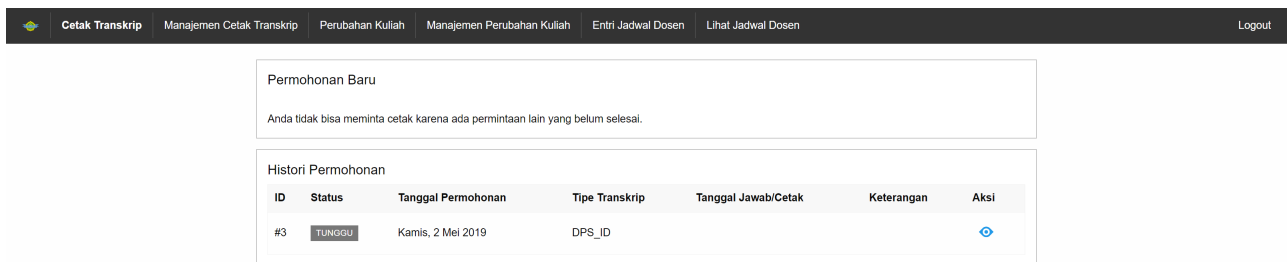 Cetak Transkrip Manajemen Cetak Transkrip Perubahan Kuliah Manajemen Perubahan Kuliah Entri Jadwal Dosen Lihat Jadwal Dosen Logout
Permohonan Baru
Anda tidak bisa meminta cetak karena ada permintaan lain yang belum selesai.
Histori Permohonan
ID Status Tanggal Permohonan Tipe Transkrip Tanggal Jawab/Cetak Keterangan Aksi
#3 TUNGGU Kamis, 2 Mei 2019 DPS_ID